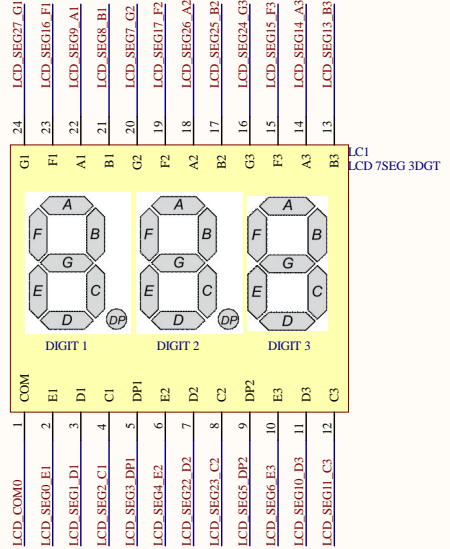 LCD_SEG27_G1
LCD_SEG16_F1
LCD_SEG9_A1
LCD_SEG8_B1
LCD_SEG7_G2
LCD_SEG17_F2
LCD_SEG26_A2
LCD_SEG25_B2
LCD_SEG24_G3
LCD_SEG15_F3
LCD_SEG14_A3
LCD_SEG13_B3
24 23 22 21 20 19 18 17 16 15 14 13
G1 F1 A1 B1 G2 F2 A2 B2 G3 F3 A3 B3
LC1
LCD 7SEG 3DGT
A A A
F B F B F B
G G G
E C E C E C
D DP D DP D
DIGIT 1 DIGIT 2 DIGIT 3
COM E1 D1 C1 DP1 E2 D2 C2 DP2 E3 D3 C3
1 2 3 4 5 6 7 8 9 10 11 12
LCD_COM0
LCD_SEG0_E1
LCD_SEG1_D1
LCD_SEG2_C1
LCD_SEG3_DP1
LCD_SEG4_E2
LCD_SEG22_D2
LCD_SEG23_C2
LCD_SEG5_DP2
LCD_SEG6_E3
LCD_SEG10_D3
LCD_SEG11_C3